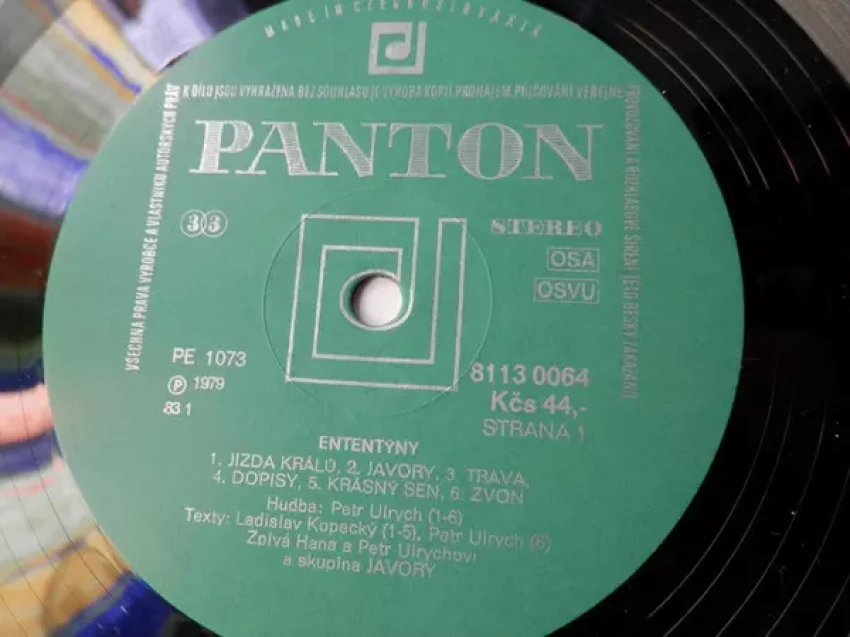 MADE IN CZECHOSLOVAKIA
VŠECHNA PRÁVA VÝROBCE A VLASTNÍKŮ AUTORSKÝCH PRÁV
K DÍLU JSOU VYHRAŽENA. BEZ SOUHLASU JE VÝROBA KOPIÍ, PRONÁJEM, PŮJČOVÁNÍ, VEŘEJNÉ
PROVOZOVÁNÍ A ROZHLASOVÉ ŠÍŘENÍ TÉTO DESKY ZAKÁZÁNO
PANTON
33
STEREO
OSA
OSVU
PE 1073
℗ 1979
83 1
8113 0064
Kčs 44,-
STRANA 1
ENTENTÝNY
1. JÍZDA KRÁLŮ, 2. JAVORY, 3. TRÁVA,
4. DOPISY, 5. KRÁSNÝ SEN, 6. ZVON
Hudba: Petr Ulrych (1-6)
Texty: Ladislav Kopecký (1-5), Petr Ulrych (6)
Zpívá Hana a Petr Ulrychovi
a skupina JAVORY